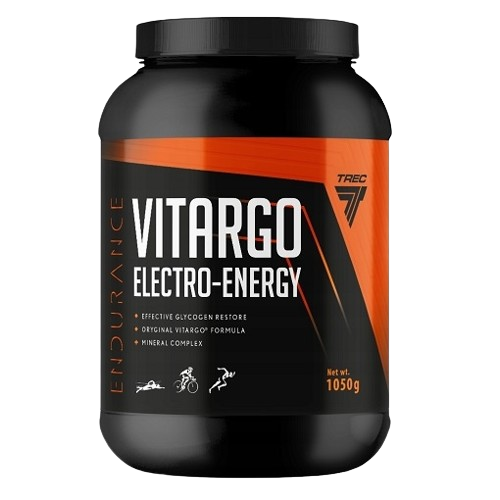 TREC
ENDURANCE
VITARGO
ELECTRO-ENERGY
EFFECTIVE GLYCOGEN RESTORE
ORYGINAL VITARGO® FORMULA
+ MINERAL COMPLEX
Net wt.
1050g